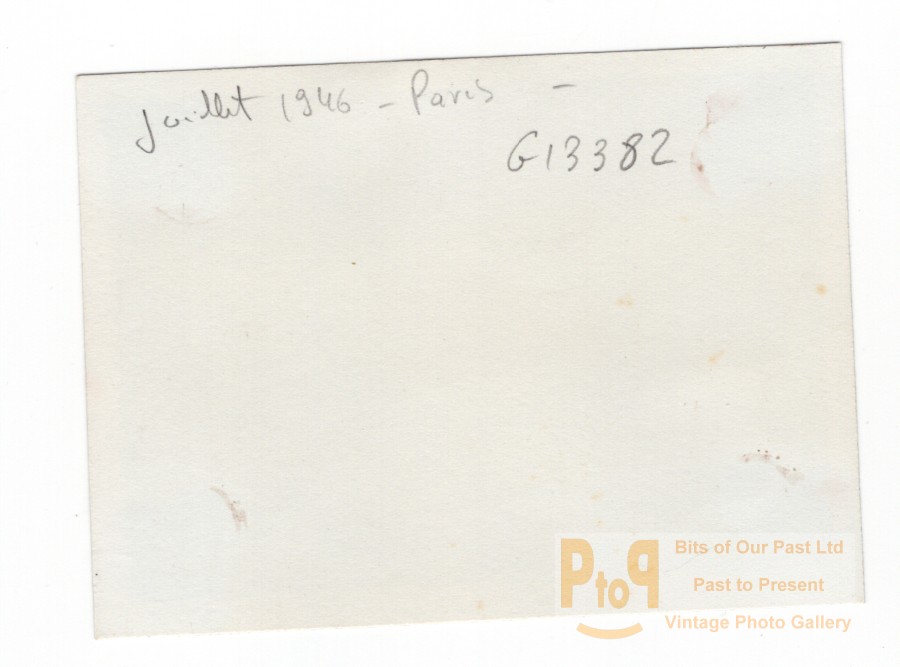 Juillet 1946 - Paris -
G13382
PtoP
Bits of Our Past Ltd
Past to Present
Vintage Photo Gallery